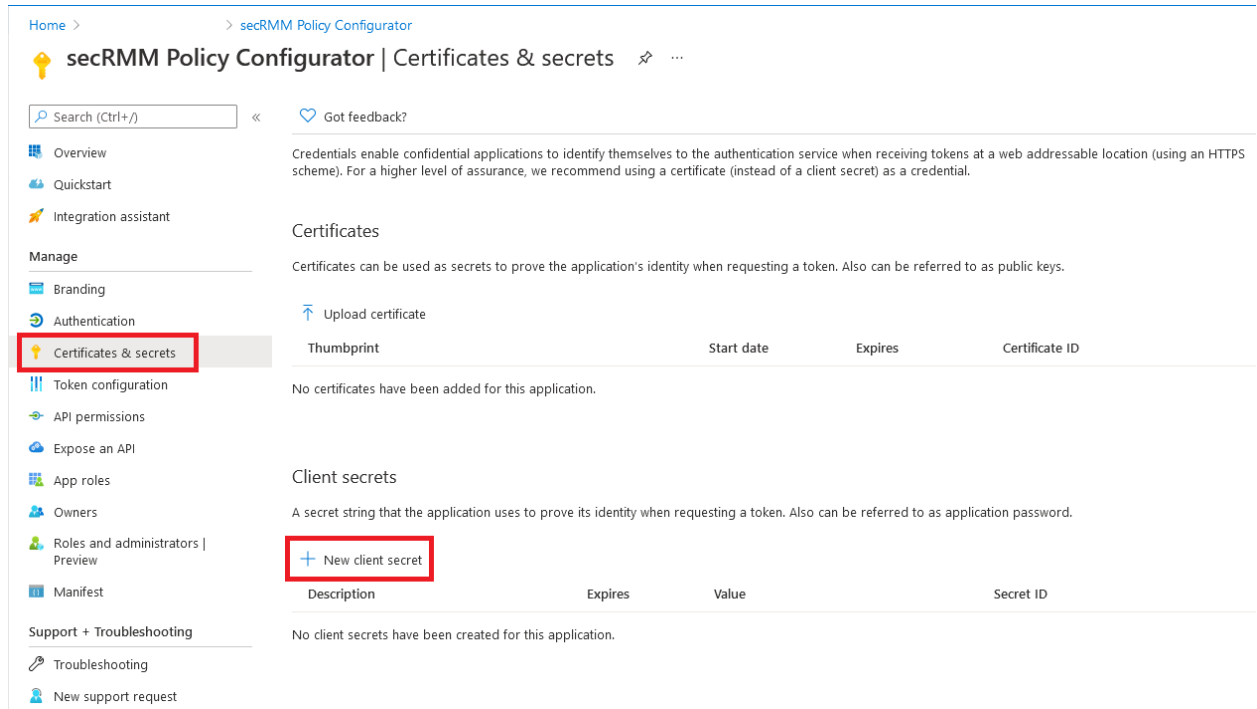 Home > > secRMM Policy Configurator
secRMM Policy Configurator | Certificates & secrets ...
Search (Ctrl+/) «
Overview
Quickstart
Integration assistant
Manage
Branding
Authentication
Certificates & secrets
Token configuration
API permissions
Expose an API
App roles
Owners
Roles and administrators |
Preview
Manifest
Support + Troubleshooting
Troubleshooting
New support request
Got feedback?
Credentials enable confidential applications to identify themselves to the authentication service when receiving tokens at a web addressable location (using an HTTPS
scheme). For a higher level of assurance, we recommend using a certificate (instead of a client secret) as a credential.
Certificates
Certificates can be used as secrets to prove the application's identity when requesting a token. Also can be referred to as public keys.
Upload certificate
Thumbprint Start date Expires Certificate ID
No certificates have been added for this application.
Client secrets
A secret string that the application uses to prove its identity when requesting a token. Also can be referred to as application password.
+ New client secret
Description Expires Value Secret ID
No client secrets have been created for this application.